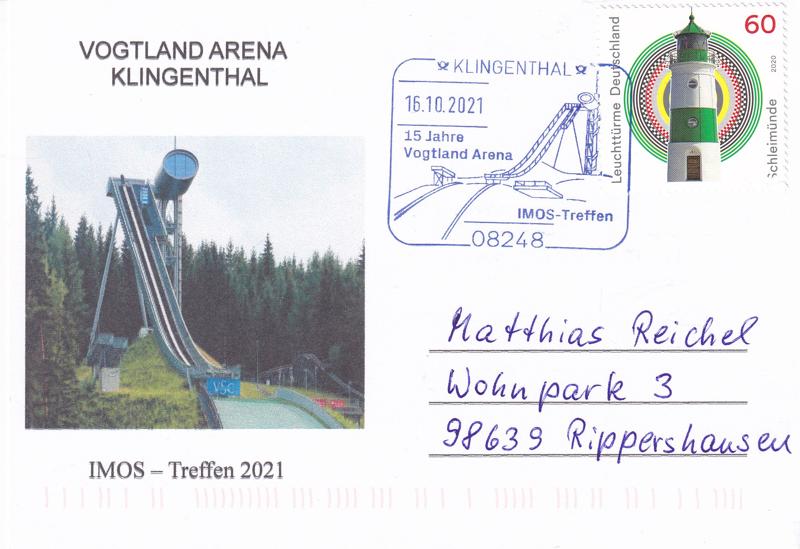 VOGTLAND ARENA
KLINGENTHAL
VSC
IMOS – Treffen 2021
KLINGENTHAL
16.10.2021
15 Jahre
Vogtland Arena
IMOS-Treffen
08248
Leuchttürme Deutschland
60
2020
Schleimünde
Matthias Reichel
Wohnpark 3
98639 Rippershausen